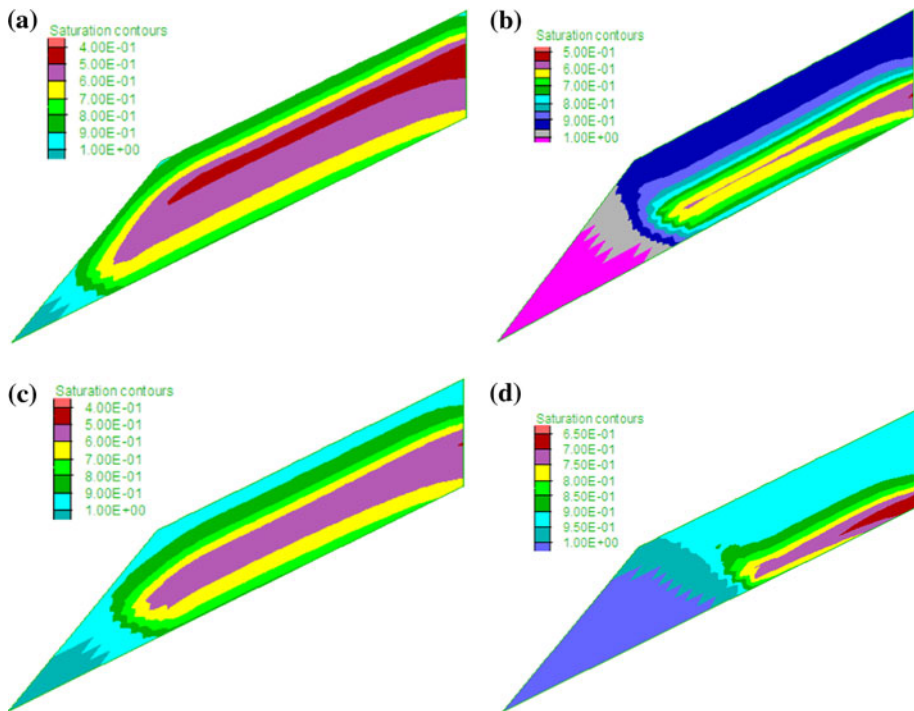 (a)
Saturation contours
4.00E-01
5.00E-01
6.00E-01
7.00E-01
8.00E-01
9.00E-01
1.00E+00
(b)
Saturation contours
5.00E-01
6.00E-01
7.00E-01
8.00E-01
9.00E-01
1.00E+00
(c)
Saturation contours
4.00E-01
5.00E-01
6.00E-01
7.00E-01
8.00E-01
9.00E-01
1.00E+00
(d)
Saturation contours
6.50E-01
7.00E-01
7.50E-01
8.00E-01
8.50E-01
9.00E-01
9.50E-01
1.00E+00